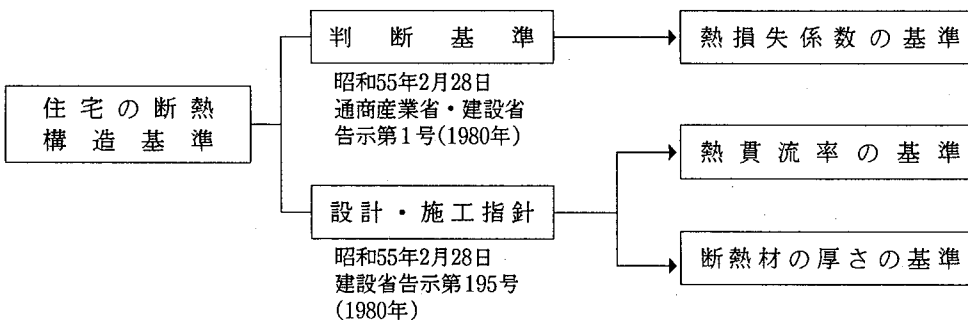 住宅の断熱
構造基準
判断基準
昭和55年2月28日
通商産業省・建設省
告示第1号(1980年)
設計・施工指針
昭和55年2月28日
建設省告示第195号
(1980年)
熱損失係数の基準
熱貫流率の基準
断熱材の厚さの基準